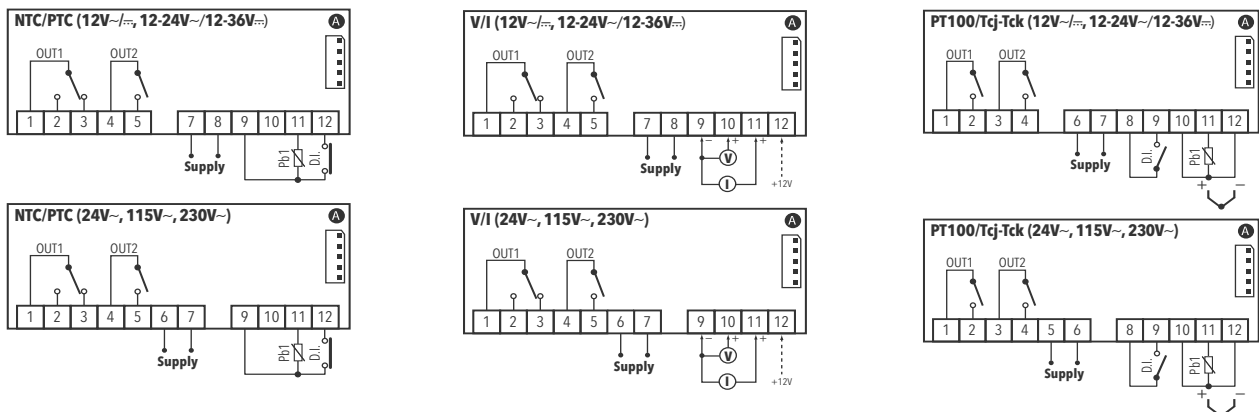 NTC/PTC (12V~/⎓, 12-24V~/12-36V⎓) A
OUT1 OUT2
1 2 3 4 5 7 8 9 10 11 12
Supply Pb1 D.I.
V/I (12V~/⎓, 12-24V~/12-36V⎓) A
OUT1 OUT2
1 2 3 4 5 7 8 9 10 11 12
− + +
Supply V
I +12V
PT100/Tcj-Tck (12V~/⎓, 12-24V~/12-36V⎓) A
OUT1 OUT2
1 2 3 4 6 7 8 9 10 11 12
Supply D.I. Pb1
+ −
NTC/PTC (24V~, 115V~, 230V~) A
OUT1 OUT2
1 2 3 4 5 6 7 9 10 11 12
Supply Pb1 D.I.
V/I (24V~, 115V~, 230V~) A
OUT1 OUT2
1 2 3 4 5 6 7 9 10 11 12
− + +
Supply V
I +12V
PT100/Tcj-Tck (24V~, 115V~, 230V~) A
OUT1 OUT2
1 2 3 4 5 6 8 9 10 11 12
Supply D.I. Pb1
+ −